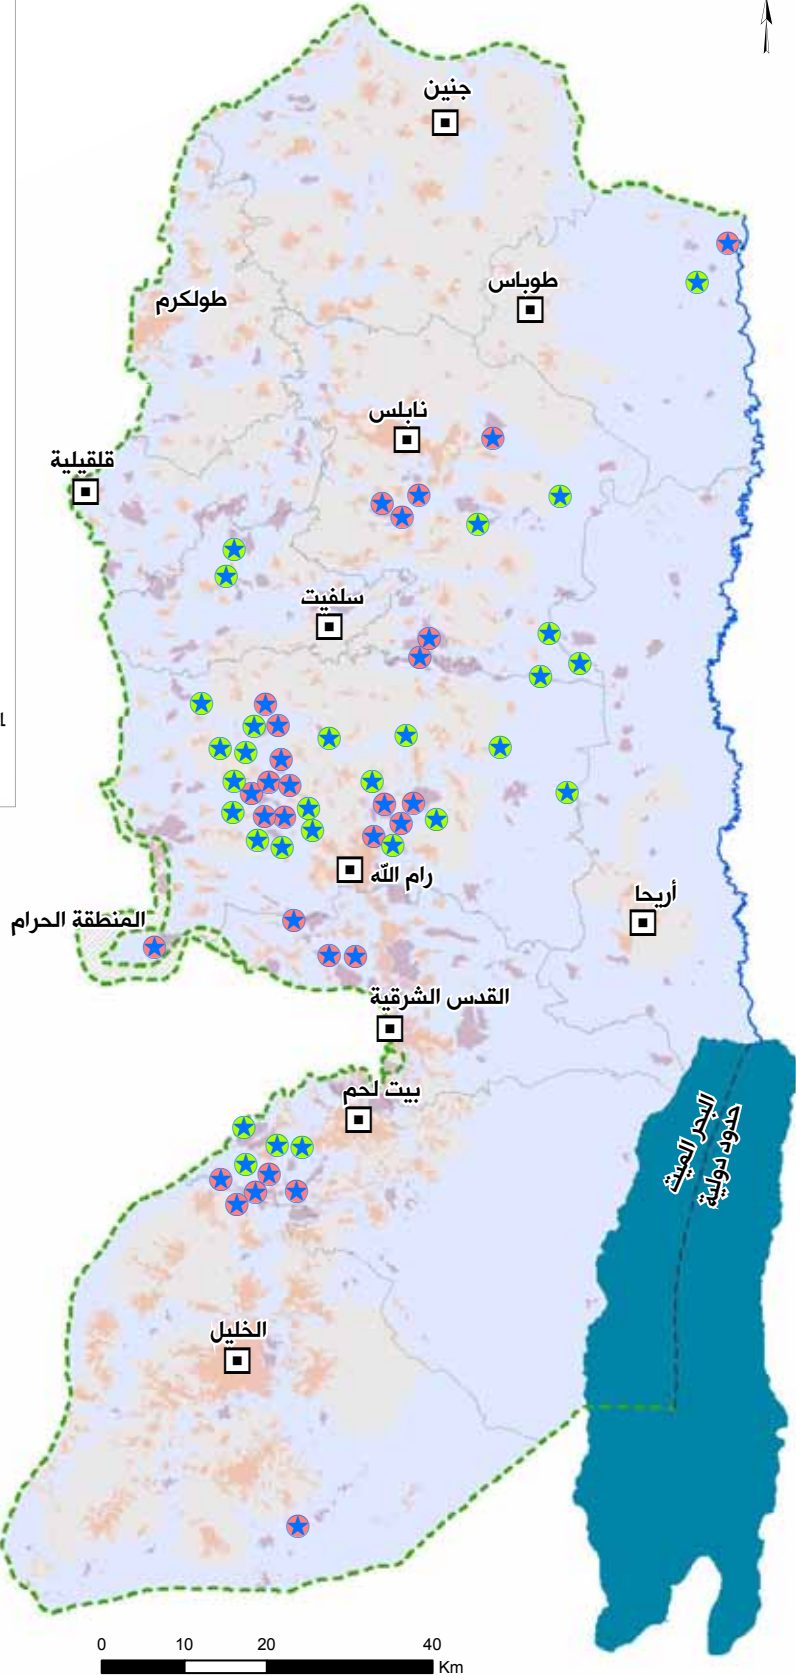 جنين
طوباس
طولكرم
نابلس
قلقيلية
سلفيت
رام الله
أريحا
المنطقة الحرام
القدس الشرقية
بيت لحم
البحر الميت
حدود دولية
الخليل
0 10 20 40
Km